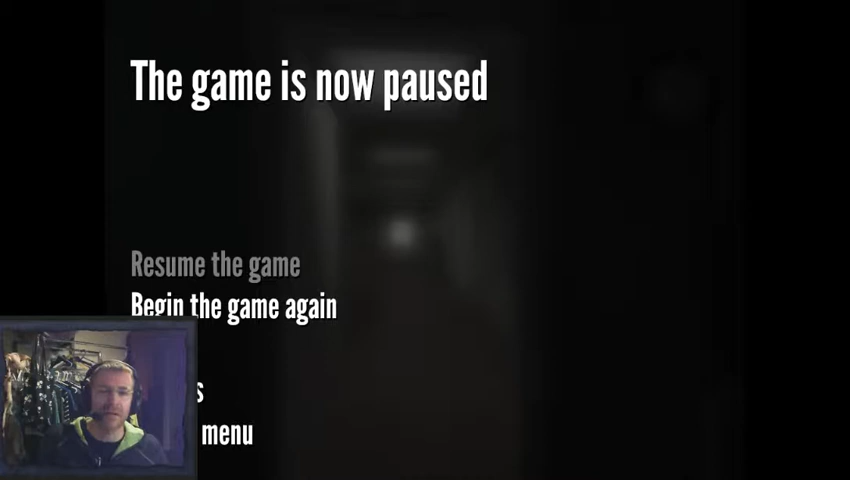 The game is now paused
Resume the game
Begin the game again
menu